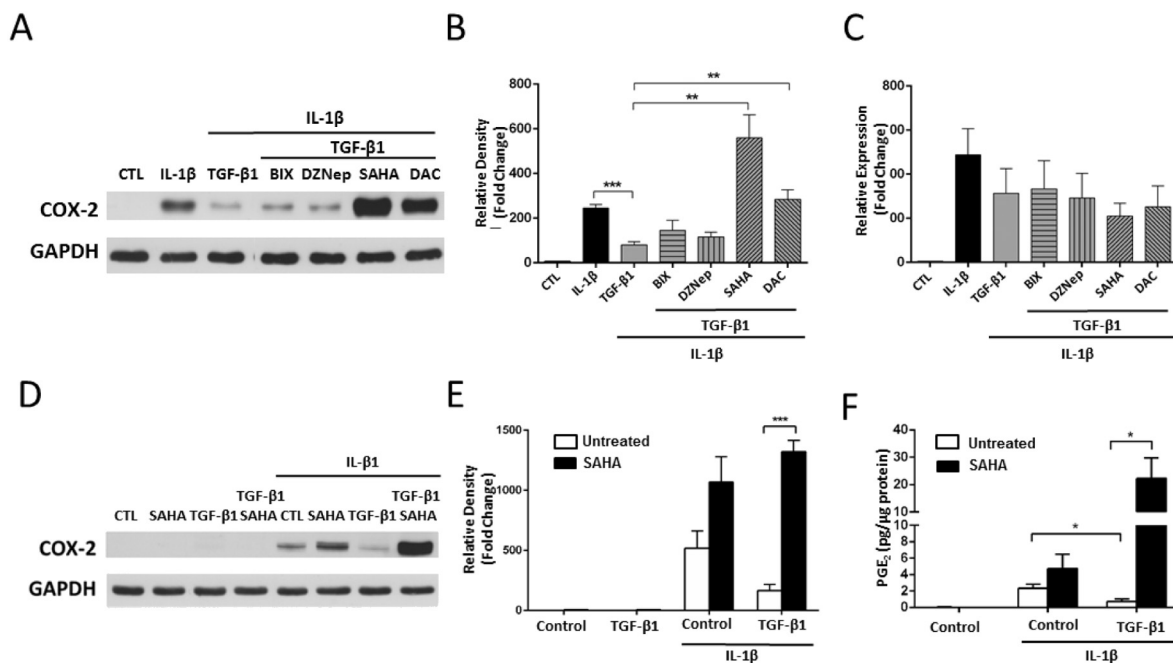 A
IL-1β
TGF-β1
CTL IL-1β TGF-β1 BIX DZNep SAHA DAC
COX-2
GAPDH
B
Relative Density
(Fold Change)
800
600
400
200
0
**
**
***
CTL
IL-1β
TGF-β1
BIX
DZNep
SAHA
DAC
TGF-β1
IL-1β
C
Relative Expression
(Fold Change)
800
00
00
00
0
CTL
IL-1β
TGF-β1
BIX
DZNep
SAHA
DAC
TGF-β1
IL-1β
D
IL-β1
TGF-β1 TGF-β1
CTL SAHA TGF-β1 SAHA CTL SAHA TGF-β1 SAHA
COX-2
GAPDH
E
Relative Density
(Fold Change)
1500
1000
500
0
Untreated
SAHA
***
Control TGF-β1 Control TGF-β1
IL-1β
F
PGE₂ (pg/μg protein)
40
30
20
10
8
6
4
2
0
Untreated
SAHA
*
*
Control Control TGF-β1
IL-1β